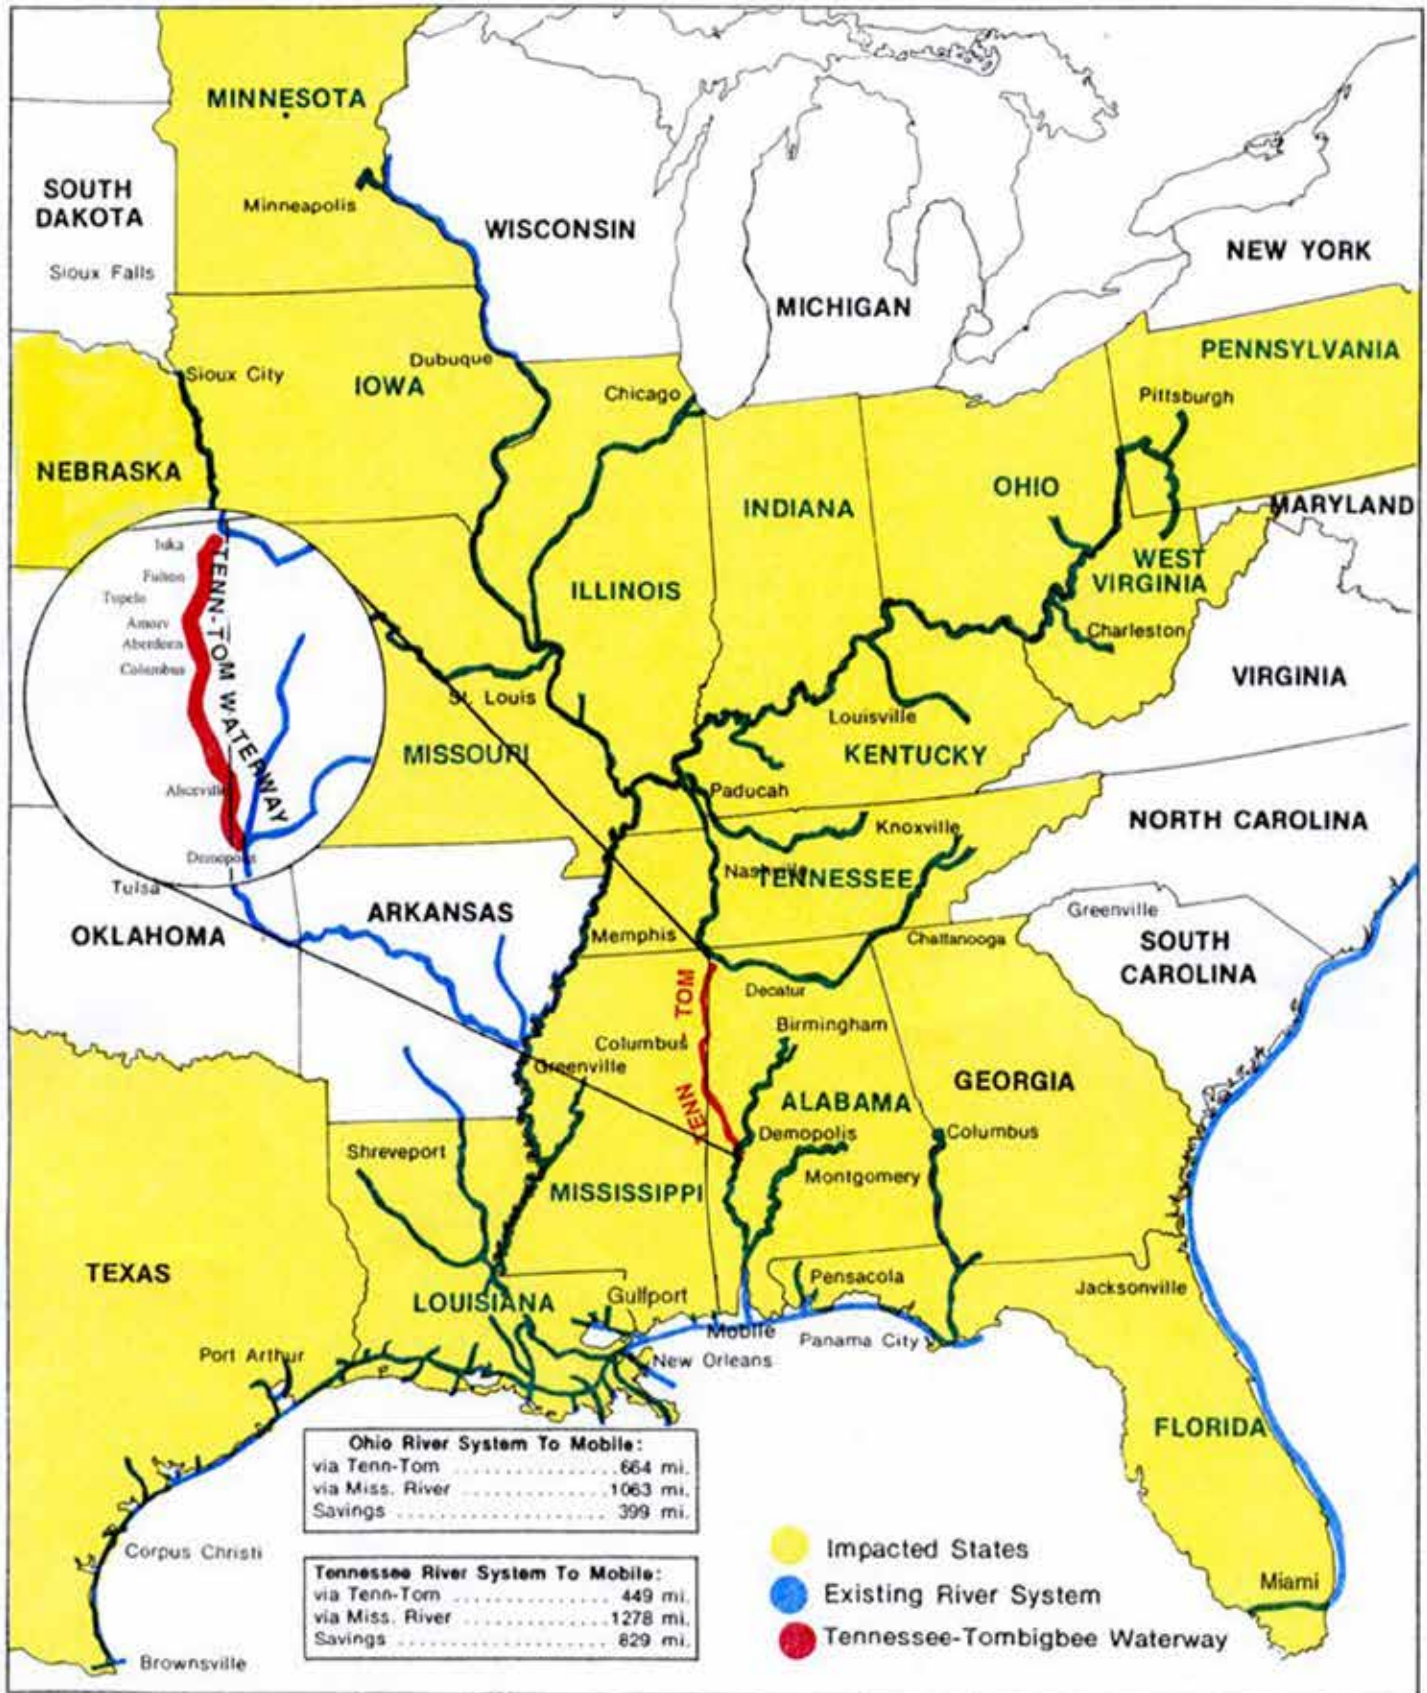 MINNESOTA
Minneapolis
SOUTH
DAKOTA
Sioux Falls
WISCONSIN
MICHIGAN
NEW YORK
PENNSYLVANIA
Pittsburgh
Dubuque
Sioux City
IOWA
Chicago
NEBRASKA
INDIANA
OHIO
MARYLAND
WEST
VIRGINIA
Charleston
ILLINOIS
VIRGINIA
Iuka
Fulton
Tupelo
Amory
Aberdeen
Columbus
Aliceville
Demopolis
TENN-TOM WATERWAY
St. Louis
MISSOURI
Louisville
KENTUCKY
Paducah
Knoxville
NORTH CAROLINA
Nashville
TENNESSEE
Tulsa
OKLAHOMA
ARKANSAS
Memphis
Chattanooga
Greenville
SOUTH
CAROLINA
Decatur
TENN - TOM
Birmingham
Columbus
Greenville
GEORGIA
ALABAMA
Demopolis
Columbus
Shreveport
Montgomery
MISSISSIPPI
TEXAS
LOUISIANA
Gulfport
Pensacola
Jacksonville
Mobile
Panama City
New Orleans
Port Arthur
FLORIDA
Corpus Christi
Miami
Brownsville
Ohio River System To Mobile:
via Tenn-Tom ................ 664 mi.
via Miss. River .............. 1063 mi.
Savings .................... 399 mi.
Tennessee River System To Mobile:
via Tenn-Tom ................ 449 mi.
via Miss. River .............. 1278 mi.
Savings .................... 829 mi.
Impacted States
Existing River System
Tennessee-Tombigbee Waterway